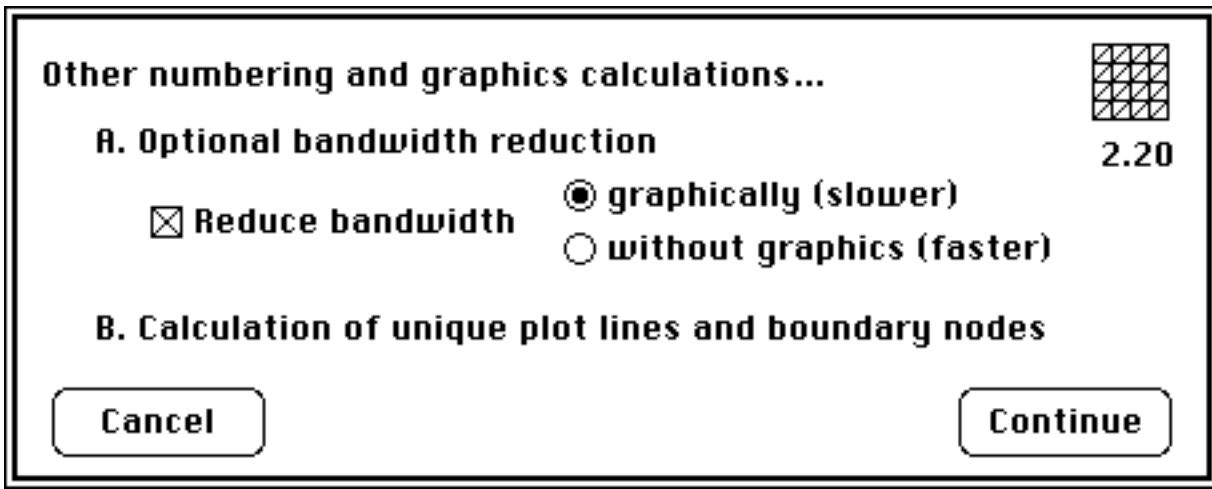 Other numbering and graphics calculations...
A. Optional bandwidth reduction
2.20
Reduce bandwidth
graphically (slower)
without graphics (faster)
B. Calculation of unique plot lines and boundary nodes
Cancel
Continue